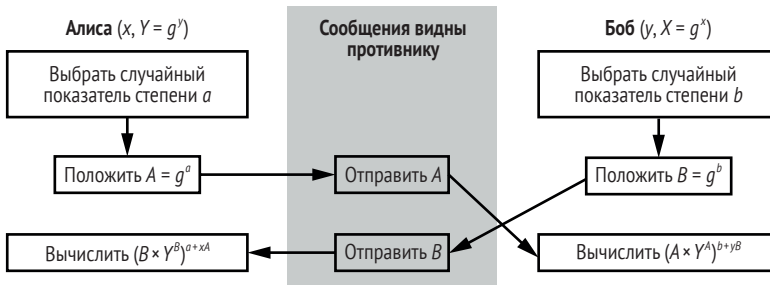 Алиса (x, Y = g^y)
Сообщения видны
противнику
Боб (y, X = g^x)
Выбрать случайный
показатель степени a
Выбрать случайный
показатель степени b
Положить A = g^a
Отправить A
Положить B = g^b
Вычислить (B × Y^B)^{a + xA}
Отправить B
Вычислить (A × Y^A)^{b + yB}